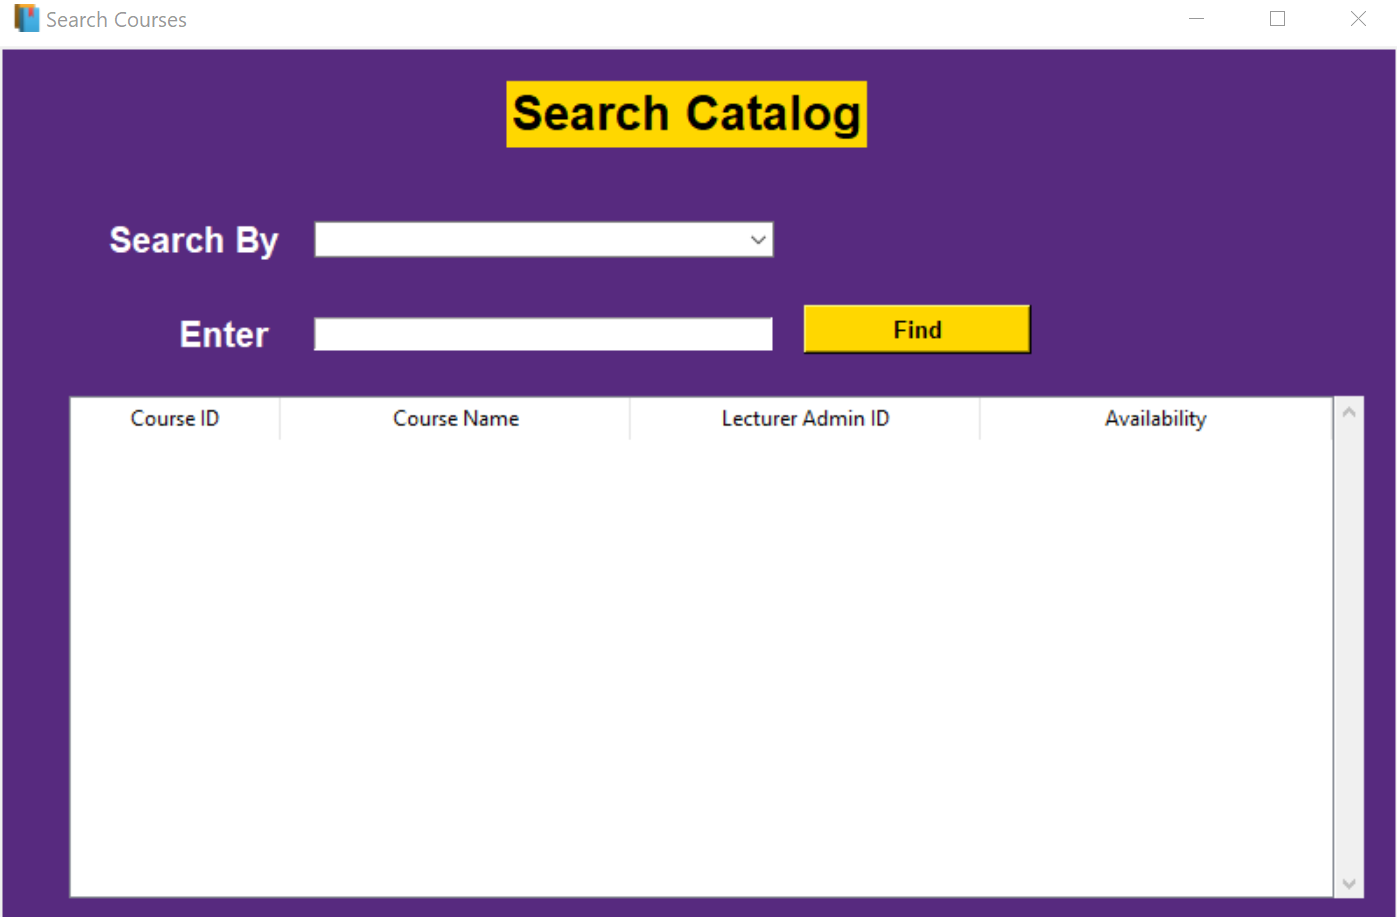 Search Courses
Search Catalog
Search By
Enter
Find
Course ID Course Name Lecturer Admin ID Availability